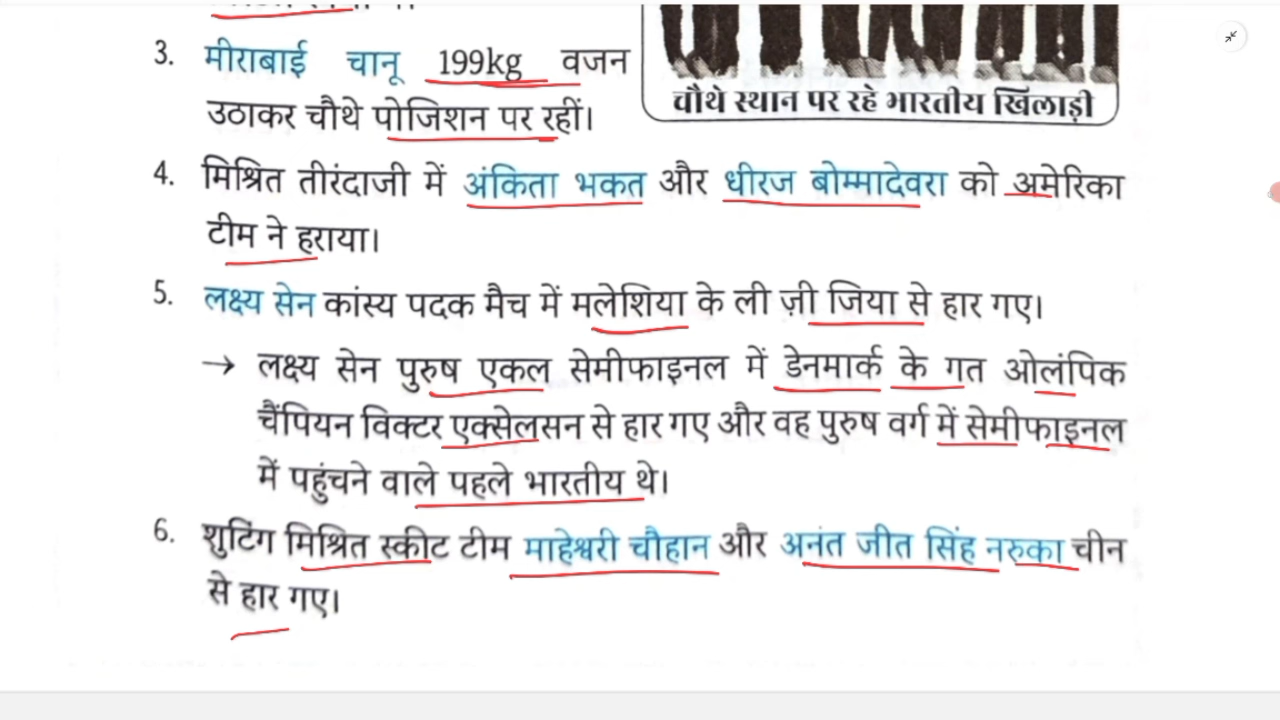 3. मीराबाई चानू 199kg वजन
उठाकर चौथे पोजिशन पर रहीं।
चौथे स्थान पर रहे भारतीय खिलाड़ी
4. मिश्रित तीरंदाजी में अंकिता भकत और धीरज बोम्मादेवरा को अमेरिका
टीम ने हराया।
5. लक्ष्य सेन कांस्य पदक मैच में मलेशिया के ली ज़ी जिया से हार गए।
→ लक्ष्य सेन पुरुष एकल सेमीफाइनल में डेनमार्क के गत ओलंपिक
चैंपियन विक्टर एक्सेलसन से हार गए और वह पुरुष वर्ग में सेमीफाइनल
में पहुंचने वाले पहले भारतीय थे।
6. शुटिंग मिश्रित स्कीट टीम माहेश्वरी चौहान और अनंत जीत सिंह नरुका चीन
से हार गए।